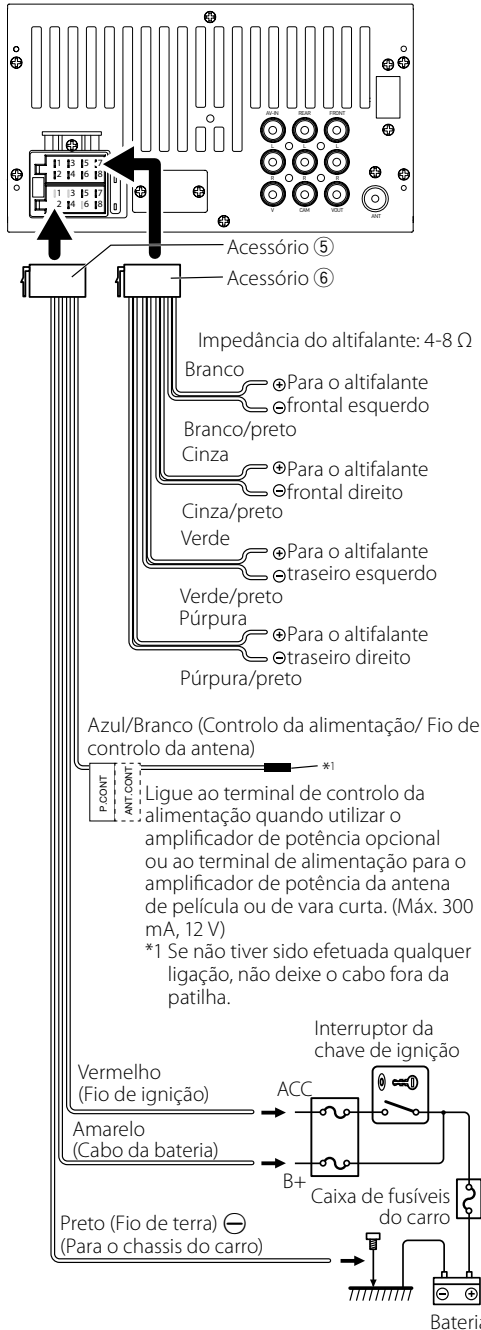 AV-IN REAR FRONT
L L L
R R R
V CAM VOUT
ANT
1 3 5 7
2 4 6 8
1 3 5 7
2 4 6 8
Acessório ⑤
Acessório ⑥
Impedância do altifalante: 4-8 Ω
Branco
⊕Para o altifalante
⊖frontal esquerdo
Branco/preto
Cinza
⊕Para o altifalante
⊖frontal direito
Cinza/preto
Verde
⊕Para o altifalante
⊖traseiro esquerdo
Verde/preto
Púrpura
⊕Para o altifalante
⊖traseiro direito
Púrpura/preto
Azul/Branco (Controlo da alimentação/ Fio de
controlo da antena)
*1
P.CONT
ANT.CONT
Ligue ao terminal de controlo da
alimentação quando utilizar o
amplificador de potência opcional
ou ao terminal de alimentação para o
amplificador de potência da antena
de película ou de vara curta. (Máx. 300
mA, 12 V)
*1 Se não tiver sido efetuada qualquer
ligação, não deixe o cabo fora da
patilha.
Interruptor da
chave de ignição
Vermelho
(Fio de ignição)
ACC
Amarelo
(Cabo da bateria)
B+
Caixa de fusíveis
do carro
Preto (Fio de terra) ⊖
(Para o chassis do carro)
⊖ ⊕
Bateria